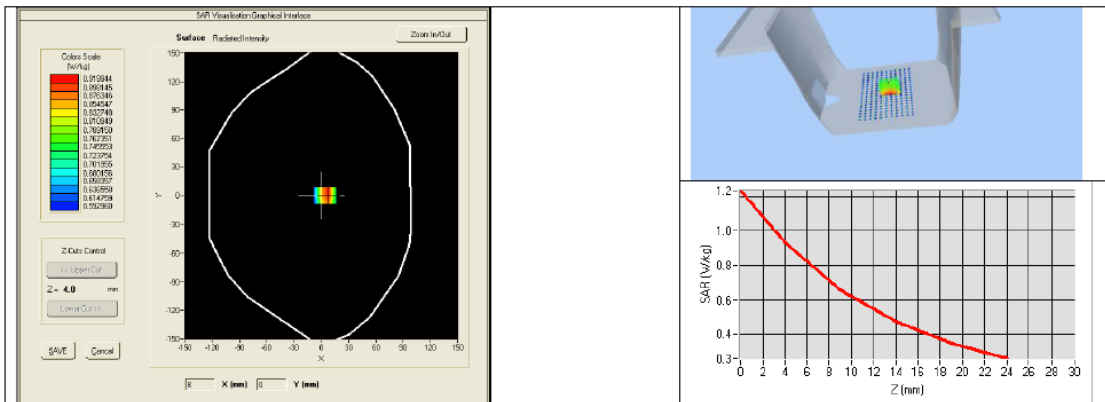 SAR Visualisation Graphical Interface
Surface Radiated Intensity
Zoom In/Out
Colors Scale
(W/kg)
0.919944
0.898145
0.876346
0.854547
0.832748
0.810949
0.789150
0.767351
0.745553
0.723754
0.701955
0.680156
0.658357
0.636558
0.614759
0.592960
150
120
90
60
30
0
-30
-60
-90
-120
-150
Y
-150 -120 -90 -60 -30 0 30 60 90 120 150
X
Z-Cuts Control
<< Upper Cut
Z = 4.0 mm
Lower Cut >>
SAVE Cancel
8 X (mm) 0 Y (mm)
1.2
1.0
0.8
0.6
0.4
0.3
SAR (W/kg)
0 2 4 6 8 10 12 14 16 18 20 22 24 26 28 30
Z (mm)